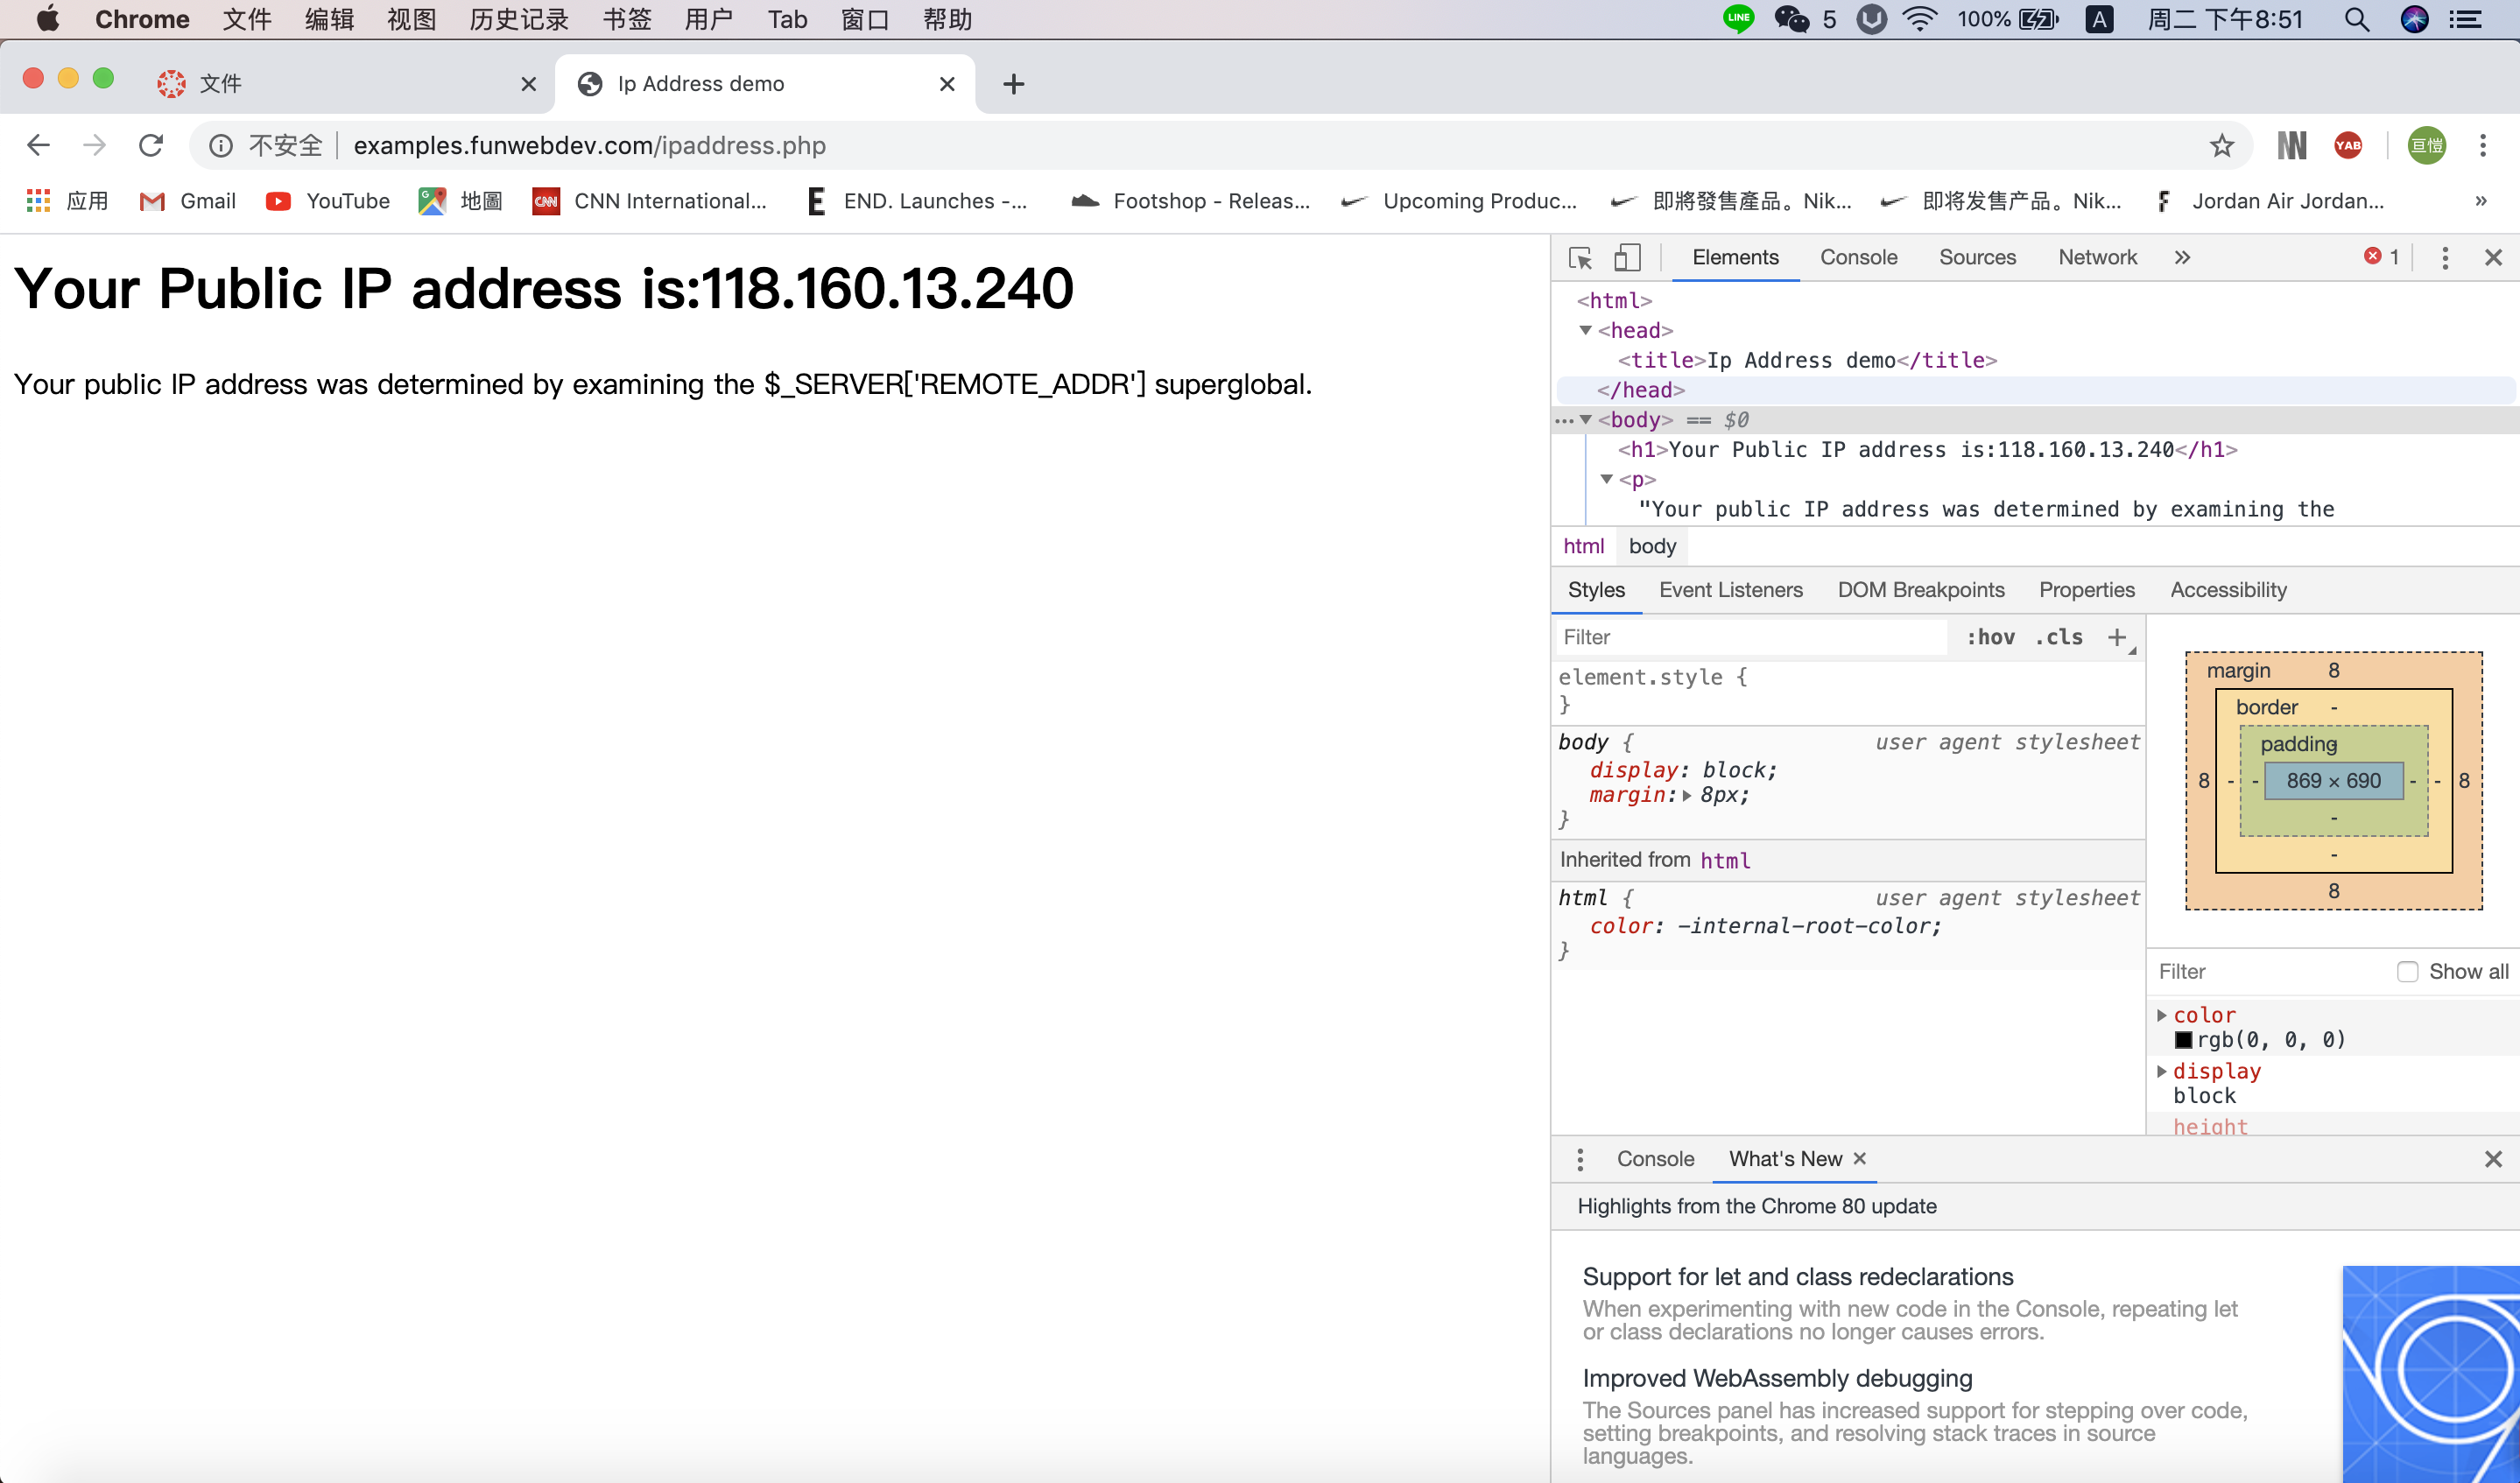 Chrome 文件 编辑 视图 历史记录 书签 用户 Tab 窗口 帮助 LINE 5 100% A 周二 下午8:51
文件 Ip Address demo
不安全 examples.funwebdev.com/ipaddress.php YAB 亘愷
应用 Gmail YouTube 地圖 CNN CNN International... END. Launches -... Footshop - Releas... Upcoming Produc... 即將發售產品。Nik... 即将发售产品。Nik... Jordan Air Jordan... »
Your Public IP address is:118.160.13.240
Your public IP address was determined by examining the $_SERVER['REMOTE_ADDR'] superglobal.
Elements Console Sources Network » 1
<html>
<head>
<title>Ip Address demo</title>
</head>
<body> == $0
<h1>Your Public IP address is:118.160.13.240</h1>
<p>
"Your public IP address was determined by examining the
html body
Styles Event Listeners DOM Breakpoints Properties Accessibility
Filter :hov .cls +
element.style {
}
body { user agent stylesheet
display: block;
margin: 8px;
}
Inherited from html
html { user agent stylesheet
color: -internal-root-color;
}
margin 8
border -
padding -
8 - - 869 × 690 - - 8
-
-
8
Filter Show all
color
rgb(0, 0, 0)
display
block
height
Console What's New
Highlights from the Chrome 80 update
Support for let and class redeclarations
When experimenting with new code in the Console, repeating let
or class declarations no longer causes errors.
Improved WebAssembly debugging
The Sources panel has increased support for stepping over code,
setting breakpoints, and resolving stack traces in source
languages.